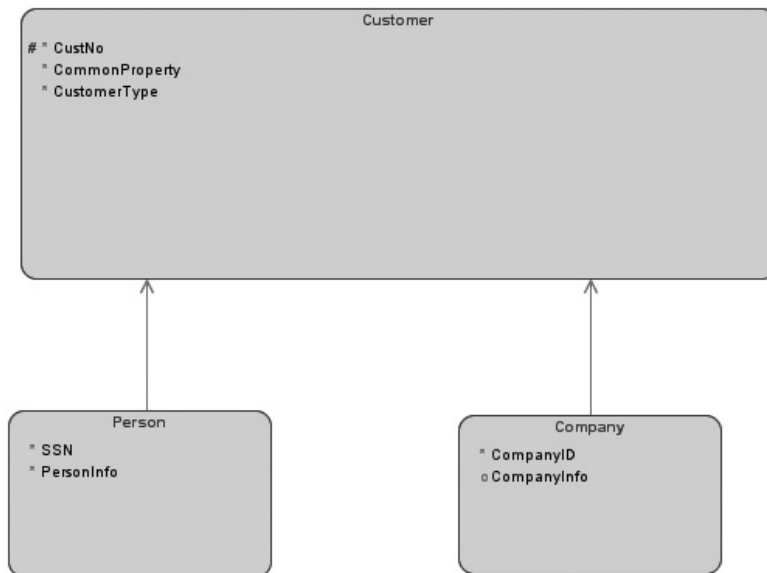 Customer
# * CustNo
* CommonProperty
* CustomerType
Person
* SSN
* PersonInfo
Company
* CompanyID
o CompanyInfo